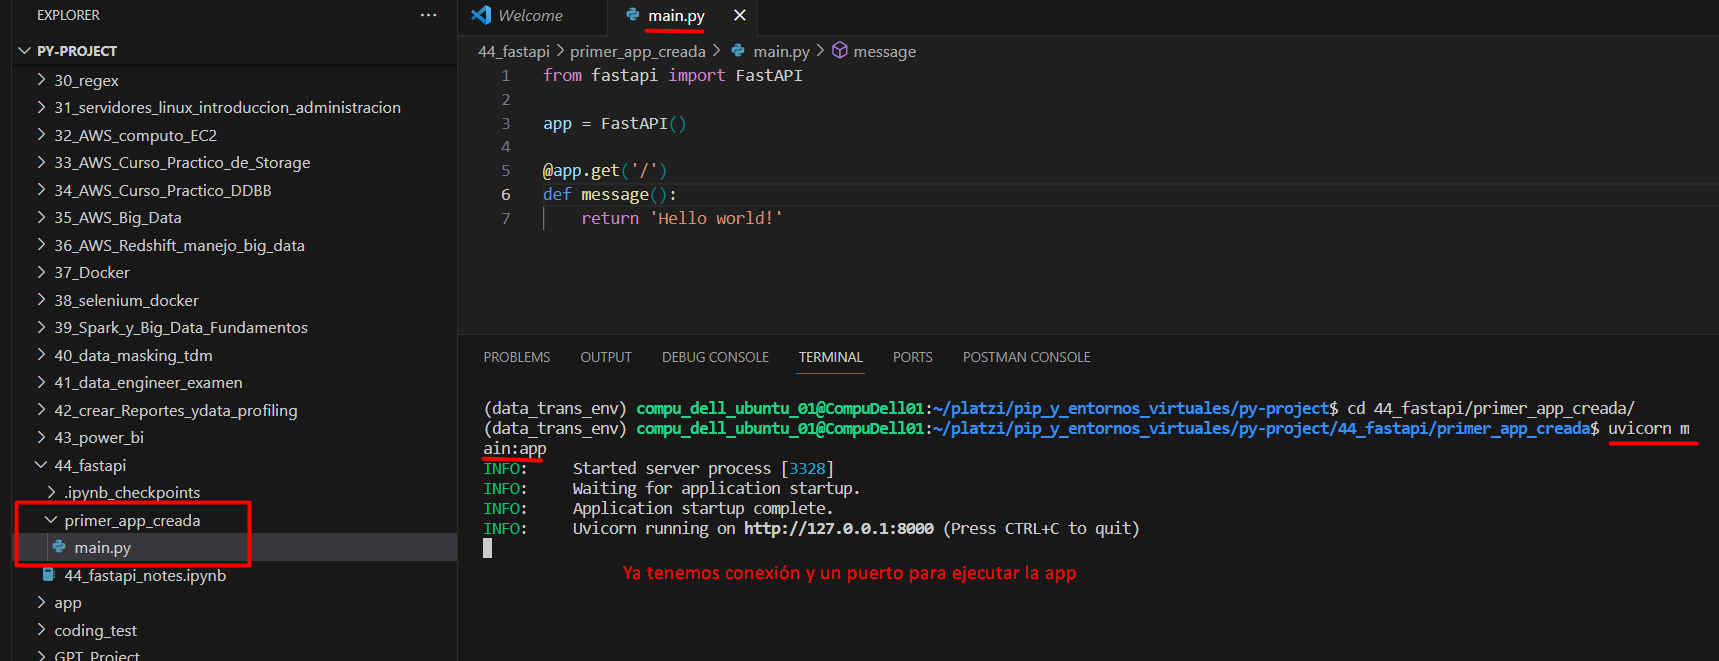 EXPLORER
PY-PROJECT
30_regex
31_servidores_linux_introduccion_administracion
32_AWS_computo_EC2
33_AWS_Curso_Practico_de_Storage
34_AWS_Curso_Practico_DDBB
35_AWS_Big_Data
36_AWS_Redshift_manejo_big_data
37_Docker
38_selenium_docker
39_Spark_y_Big_Data_Fundamentos
40_data_masking_tdm
41_data_engineer_examen
42_crear_Reportes_ydata_profiling
43_power_bi
44_fastapi
.ipynb_checkpoints
primer_app_creada
main.py
44_fastapi_notes.ipynb
app
coding_test
GPT_Project
Welcome
main.py
44_fastapi > primer_app_creada > main.py > message
1 from fastapi import FastAPI
2
3 app = FastAPI()
4
5 @app.get('/')
6 def message():
7 return 'Hello world!'
PROBLEMS OUTPUT DEBUG CONSOLE TERMINAL PORTS POSTMAN CONSOLE
(data_trans_env) compu_dell_ubuntu_01@CompuDell01:~/platzi/pip_y_entornos_virtuales/py-project$ cd 44_fastapi/primer_app_creada/
(data_trans_env) compu_dell_ubuntu_01@CompuDell01:~/platzi/pip_y_entornos_virtuales/py-project/44_fastapi/primer_app_creada$ uvicorn m
ain:app
INFO: Started server process [3328]
INFO: Waiting for application startup.
INFO: Application startup complete.
INFO: Uvicorn running on http://127.0.0.1:8000 (Press CTRL+C to quit)
Ya tenemos conexión y un puerto para ejecutar la app